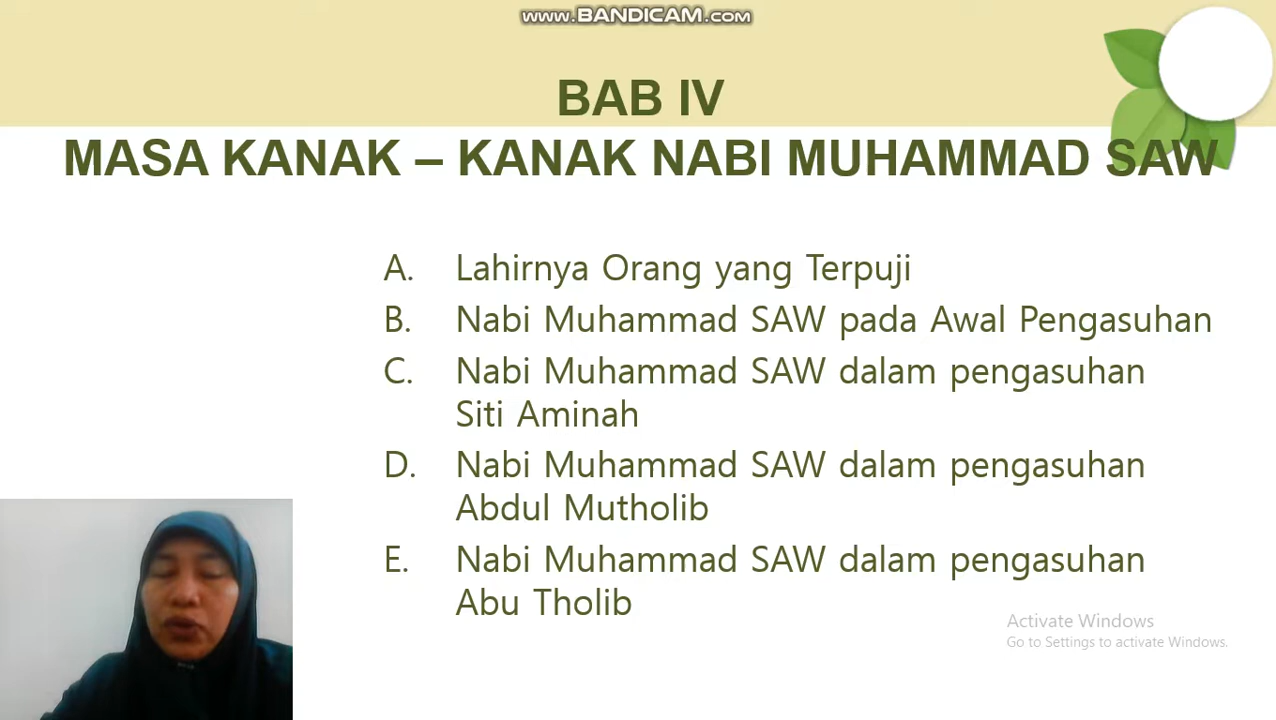 www.BANDICAM.com
BAB IV
MASA KANAK – KANAK NABI MUHAMMAD SAW
A. Lahirnya Orang yang Terpuji
B. Nabi Muhammad SAW pada Awal Pengasuhan
C. Nabi Muhammad SAW dalam pengasuhan
Siti Aminah
D. Nabi Muhammad SAW dalam pengasuhan
Abdul Mutholib
E. Nabi Muhammad SAW dalam pengasuhan
Abu Tholib
Activate Windows
Go to Settings to activate Windows.